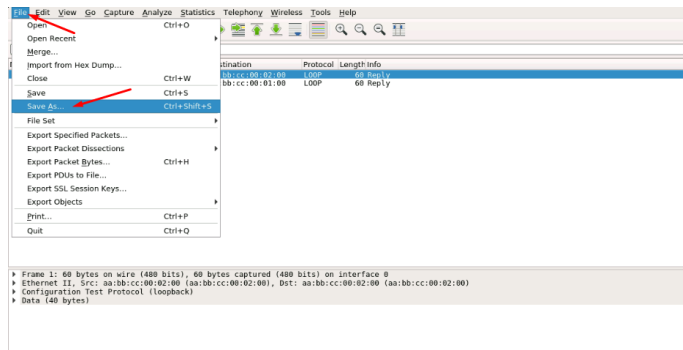 File Edit View Go Capture Analyze Statistics Telephony Wireless Tools Help
Open Ctrl+O
Open Recent
Merge...
Import from Hex Dump...
Close Ctrl+W
Save Ctrl+S
Save As... Ctrl+Shift+S
File Set
Export Specified Packets...
Export Packet Dissections
Export Packet Bytes... Ctrl+H
Export PDUs to File...
Export SSL Session Keys...
Export Objects
Print... Ctrl+P
Quit Ctrl+Q
stination Protocol Length Info
bb:cc:00:02:00 LOOP 60 Reply
bb:cc:00:01:00 LOOP 60 Reply
Frame 1: 60 bytes on wire (480 bits), 60 bytes captured (480 bits) on interface 0
Ethernet II, Src: aa:bb:cc:00:02:00 (aa:bb:cc:00:02:00), Dst: aa:bb:cc:00:02:00 (aa:bb:cc:00:02:00)
Configuration Test Protocol (loopback)
Data (40 bytes)